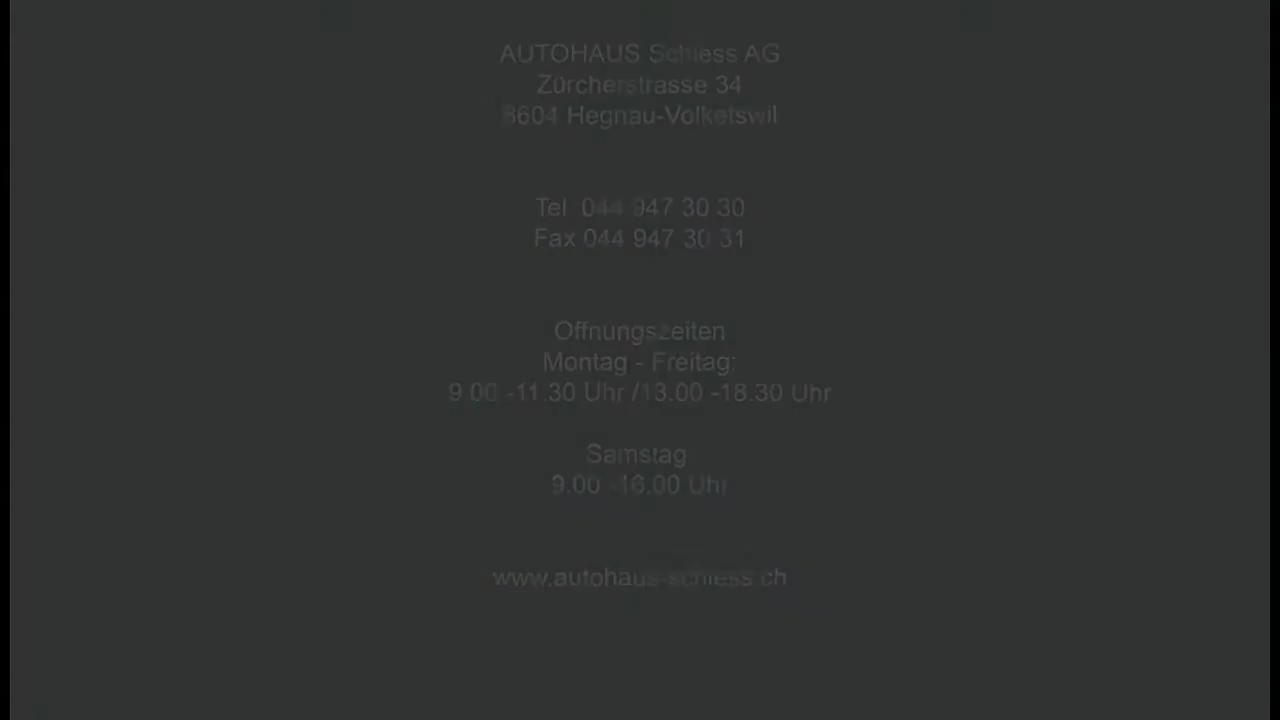 AUTOHAUS Schiess AG
Zürcherstrasse 34
8604 Hegnau-Volketswil
Tel 044 947 30 30
Fax 044 947 30 31
Öffnungszeiten
Montag - Freitag:
9.00 -11.30 Uhr /13.00 -18.30 Uhr
Samstag
9.00 -16.00 Uhr
www.autohaus-schiess.ch